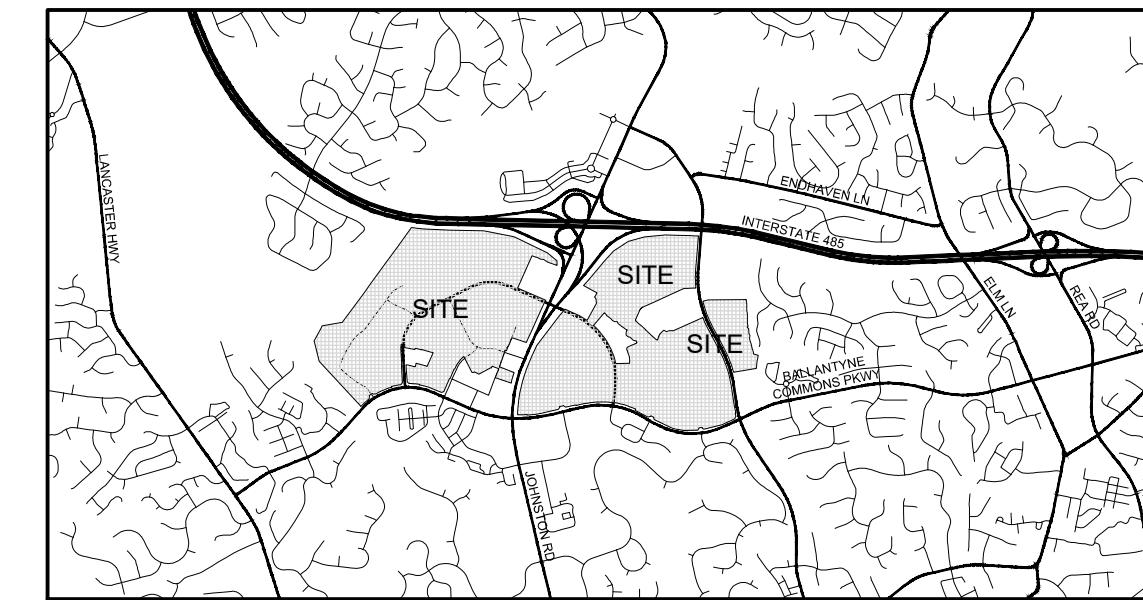 LANCASTER HWY
ENDHAVEN LN
INTERSTATE 485
SITE
SITE
SITE
ELM LN
REA RD
BALLANTYNE
COMMONS PKWY
JOHNSTON RD